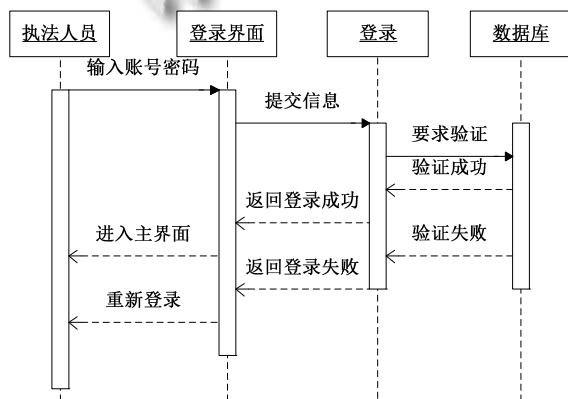 执法人员
登录界面
登录
数据库
输入账号密码
提交信息
要求验证
验证成功
返回登录成功
进入主界面
验证失败
返回登录失败
重新登录